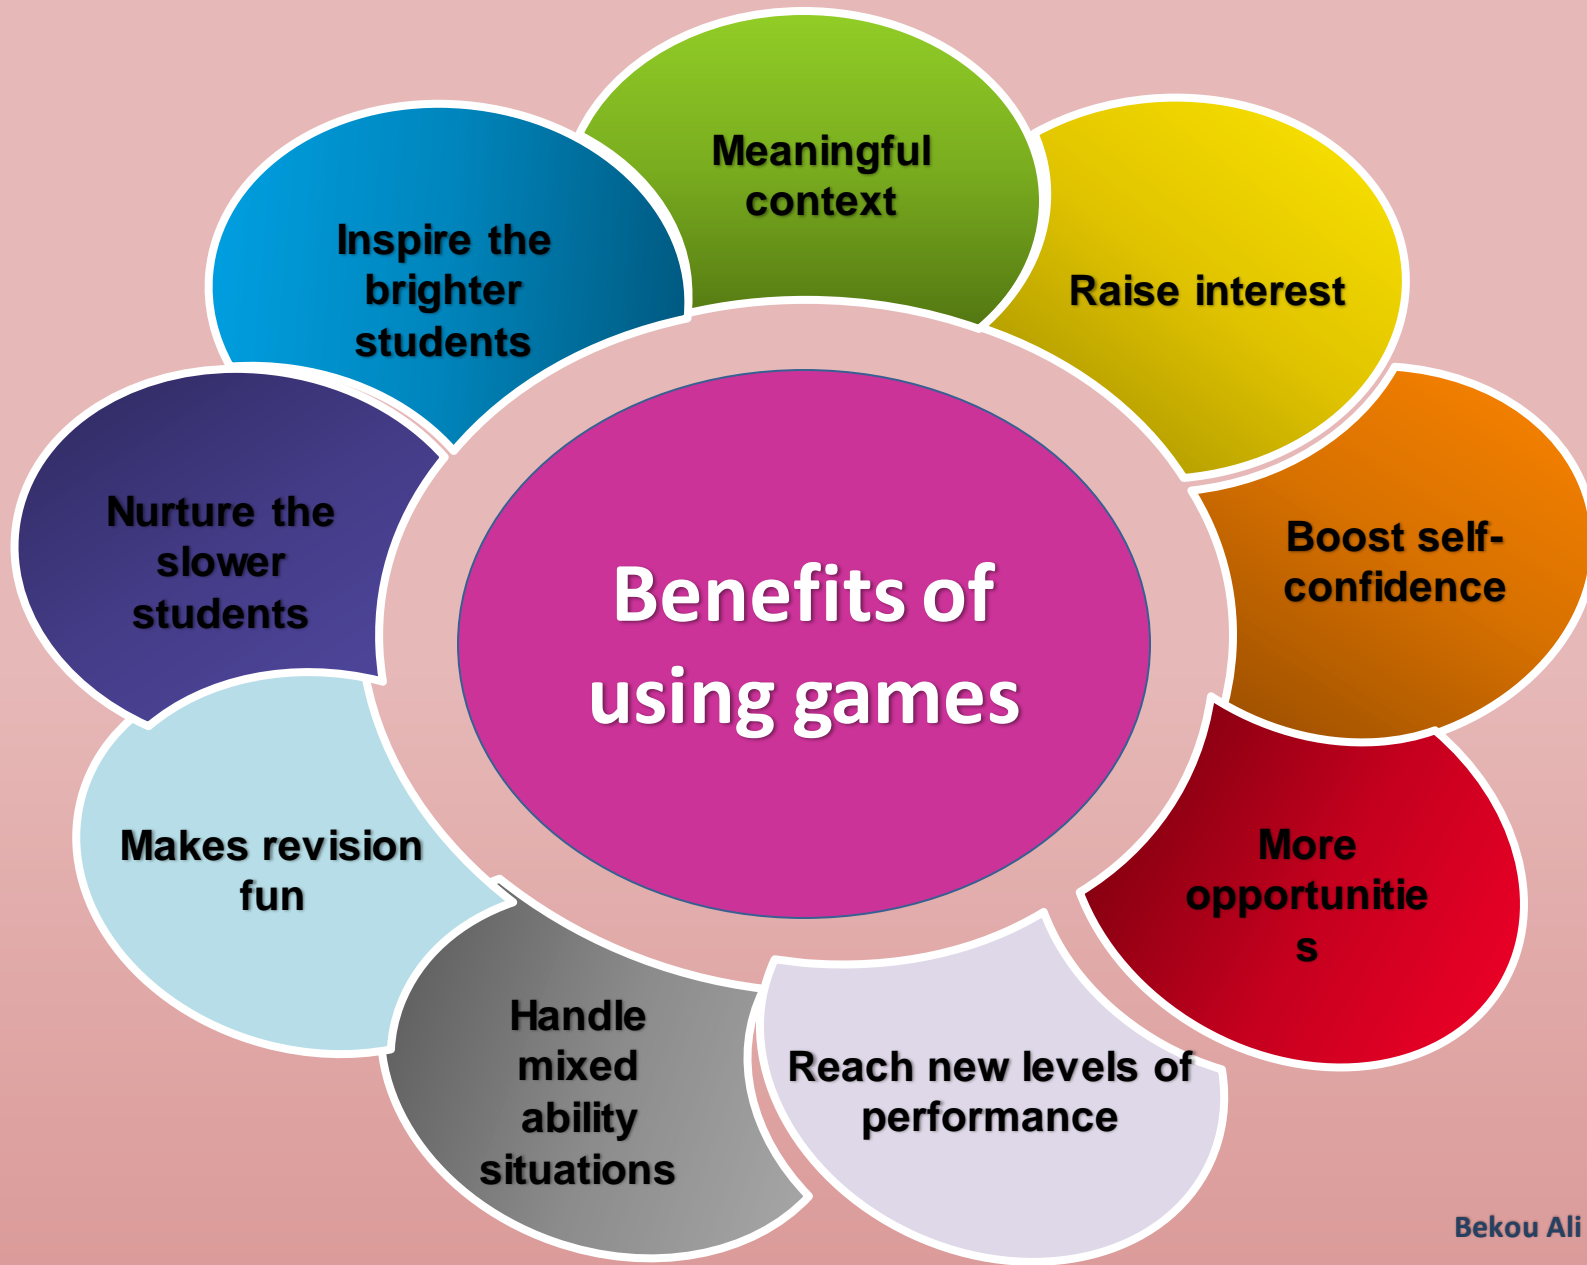 Meaningful
context
Raise interest
Boost self-
confidence
More
opportunitie
s
Reach new levels of
performance
Handle
mixed
ability
situations
Makes revision
fun
Nurture the
slower
students
Inspire the
brighter
students
Benefits of
using games
Bekou Ali